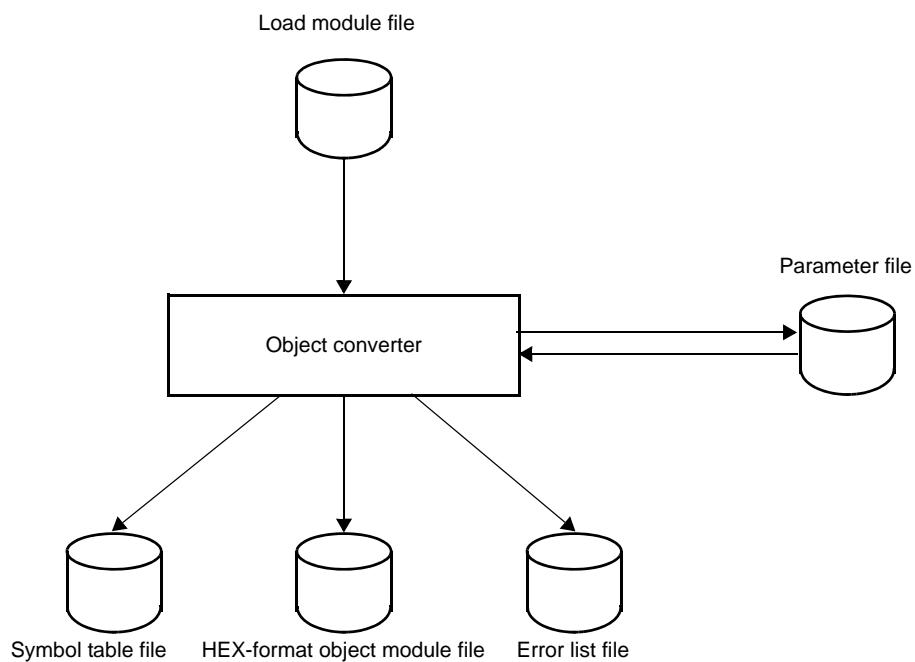 Load module file
Parameter file
Object converter
Symbol table file
HEX-format object module file
Error list file